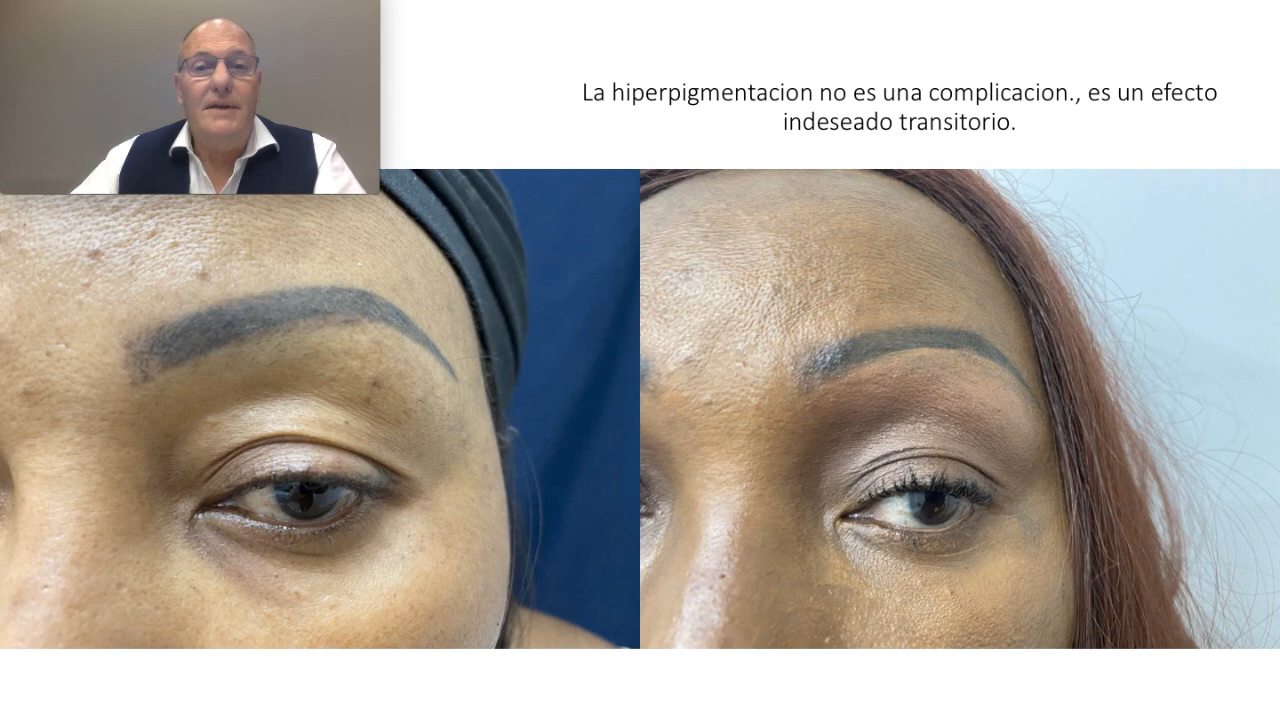 La hiperpigmentacion no es una complicacion., es un efecto
indeseado transitorio.